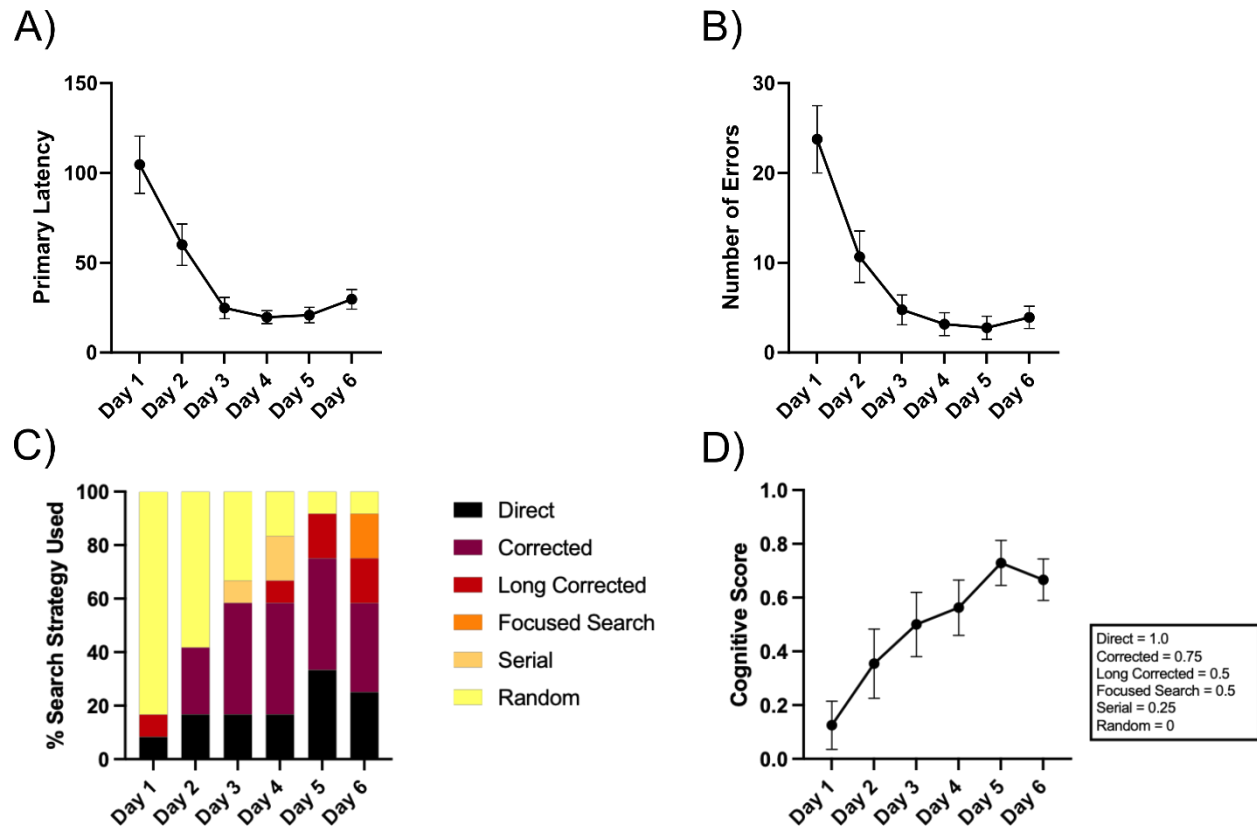 A)
150
100
50
0
Primary Latency
Day 1
Day 2
Day 3
Day 4
Day 5
Day 6
B)
30
20
10
0
Number of Errors
Day 1
Day 2
Day 3
Day 4
Day 5
Day 6
C)
100
80
60
40
20
0
% Search Strategy Used
Day 1
Day 2
Day 3
Day 4
Day 5
Day 6
Direct
Corrected
Long Corrected
Focused Search
Serial
Random
D)
1.0
0.8
0.6
0.4
0.2
0.0
Cognitive Score
Day 1
Day 2
Day 3
Day 4
Day 5
Day 6
Direct = 1.0
Corrected = 0.75
Long Corrected = 0.5
Focused Search = 0.5
Serial = 0.25
Random = 0